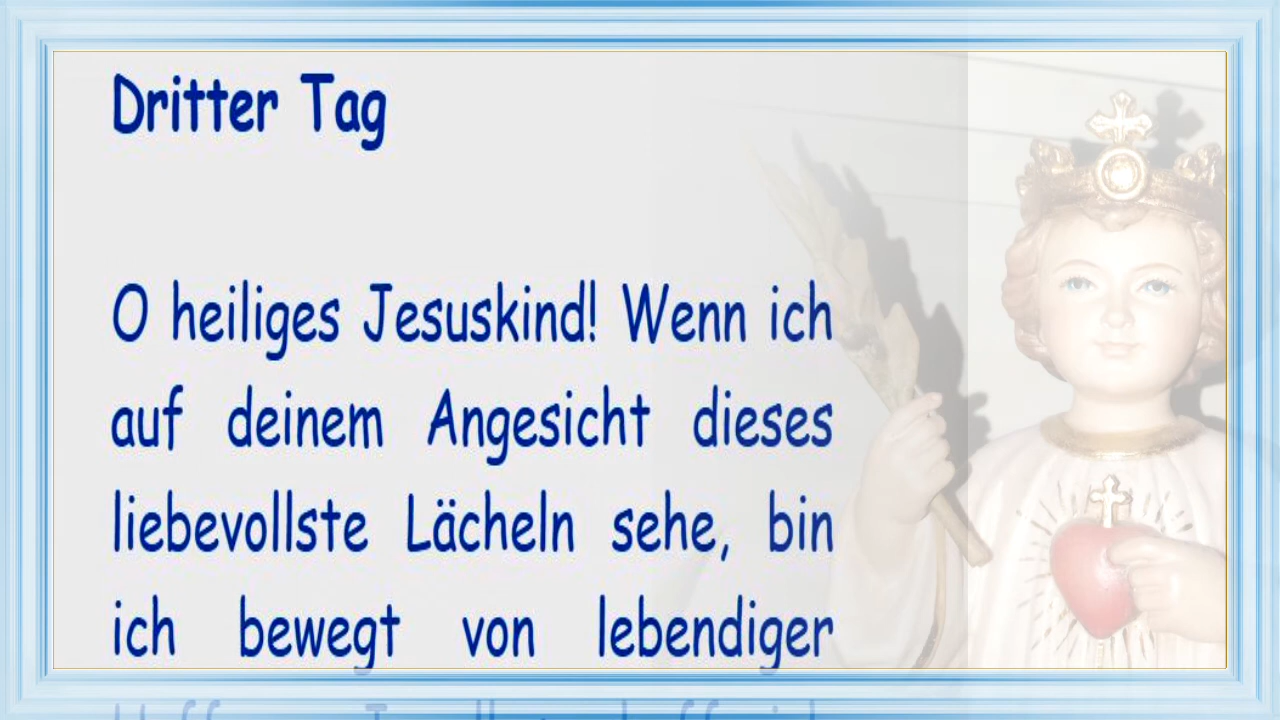 Dritter Tag
O heiliges Jesuskind! Wenn ich
auf deinem Angesicht dieses
liebevollste Lächeln sehe, bin
ich bewegt von lebendiger